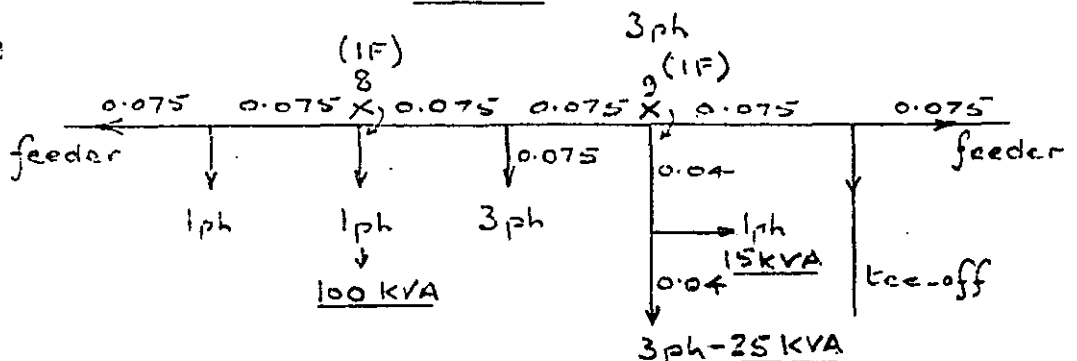 3ph
(1F) (1F)
8 9
0.075 0.075 X 0.075 0.075 X 0.075 0.075
feeder 0.075 0.04 feeder
1ph 1ph 3ph 1ph
15KVA
100 KVA 0.04 tee-off
3ph-25 KVA